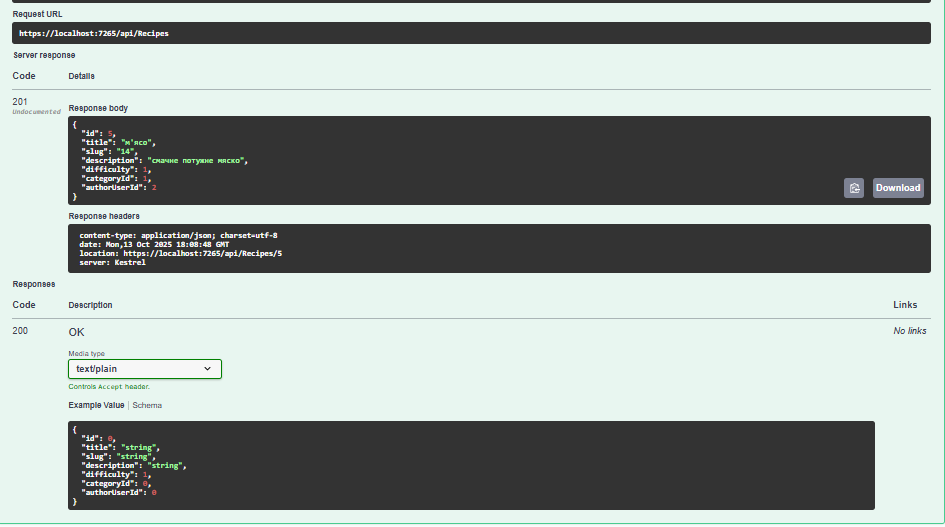 Request URL
https://localhost:7265/api/Recipes
Server response
Code Details
201
Undocumented
Response body
{
"id": 5,
"title": "м'ясо",
"slug": "14",
"description": "смачне потужне мяско",
"difficulty": 1,
"categoryId": 1,
"authorUserId": 2
}
Download
Response headers
content-type: application/json; charset=utf-8
date: Mon,13 Oct 2025 18:08:48 GMT
location: https://localhost:7265/api/Recipes/5
server: Kestrel
Responses
Code Description Links
200 OK No links
Media type
text/plain
Controls Accept header.
Example Value | Schema
{
"id": 0,
"title": "string",
"slug": "string",
"description": "string",
"difficulty": 1,
"categoryId": 0,
"authorUserId": 0
}